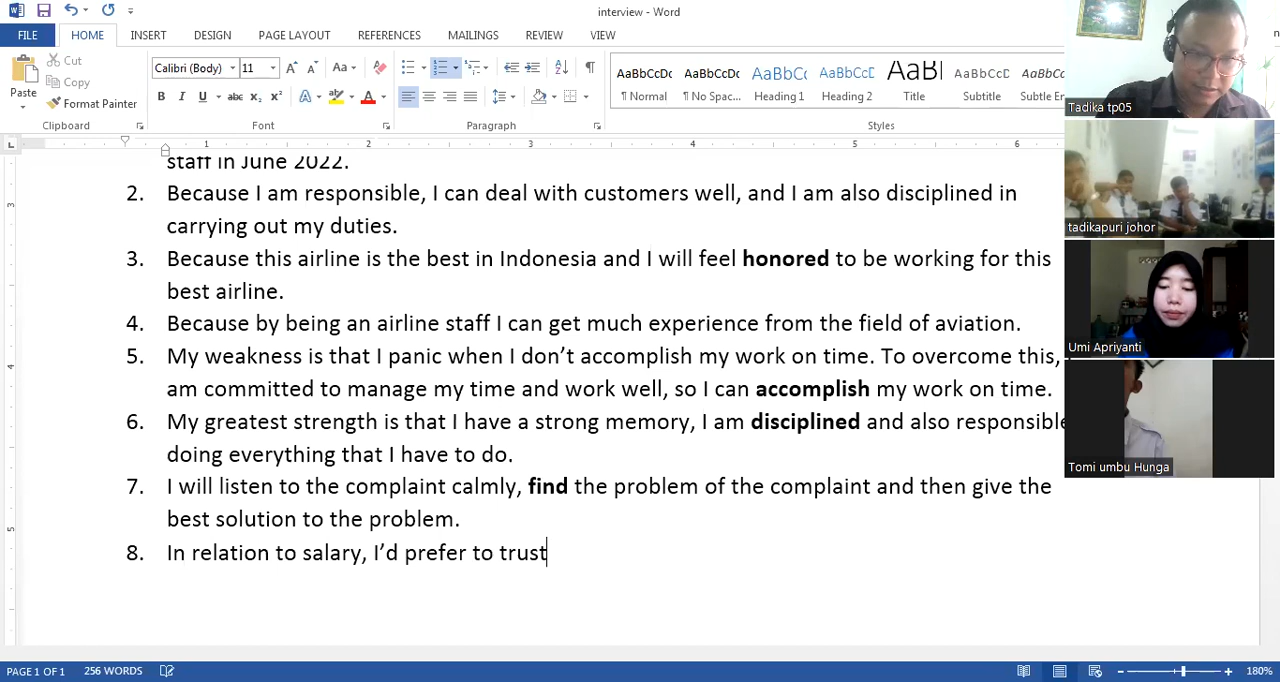 interview - Word
FILE HOME INSERT DESIGN PAGE LAYOUT REFERENCES MAILINGS REVIEW VIEW
Cut
Copy
Format Painter
Paste
Calibri (Body) 11
AaBbCcDc AaBbCcDc AaBbCc AaBbCcD AaB AaBbCcD AaBbCc
¶ Normal ¶ No Spac... Heading 1 Heading 2 Title Subtitle Subtle En
Clipboard Font Paragraph Styles
1 2 3 4 5 6
staff in June 2022.
2. Because I am responsible, I can deal with customers well, and I am also disciplined in
carrying out my duties.
3. Because this airline is the best in Indonesia and I will feel honored to be working for this
best airline.
4. Because by being an airline staff I can get much experience from the field of aviation.
5. My weakness is that I panic when I don’t accomplish my work on time. To overcome this,
am committed to manage my time and work well, so I can accomplish my work on time.
6. My greatest strength is that I have a strong memory, I am disciplined and also responsible
doing everything that I have to do.
7. I will listen to the complaint calmly, find the problem of the complaint and then give the
best solution to the problem.
8. In relation to salary, I’d prefer to trust
Tadika tp05
tadikapuri johor
Umi Apriyanti
Tomi umbu Hunga
PAGE 1 OF 1 256 WORDS 180%